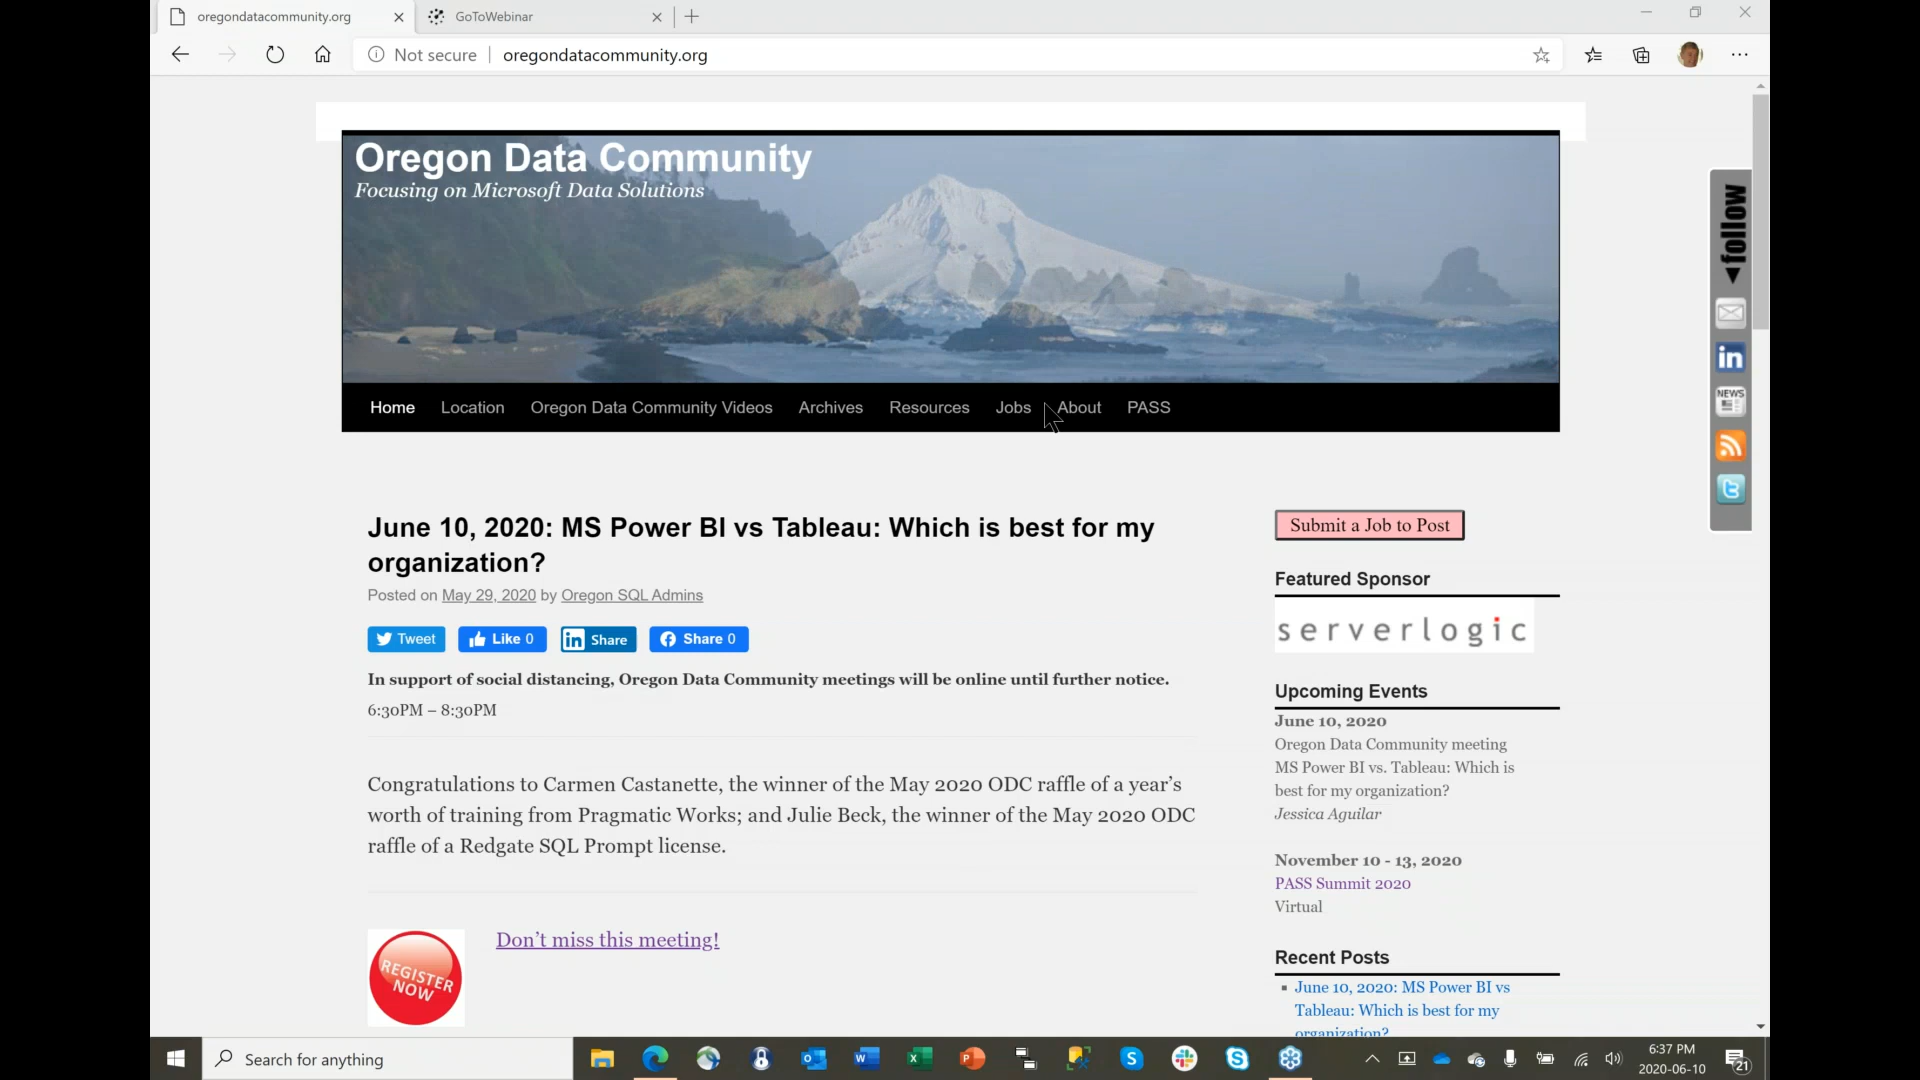 oregondatacommunity.org
GoToWebinar
Not secure
oregondatacommunity.org
Oregon Data Community
Focusing on Microsoft Data Solutions
follow
NEWS
Home Location Oregon Data Community Videos Archives Resources Jobs About PASS
June 10, 2020: MS Power BI vs Tableau: Which is best for my
organization?
Posted on May 29, 2020 by Oregon SQL Admins
Tweet Like 0 in Share Share 0
In support of social distancing, Oregon Data Community meetings will be online until further notice.
6:30PM – 8:30PM
Congratulations to Carmen Castanette, the winner of the May 2020 ODC raffle of a year's
worth of training from Pragmatic Works; and Julie Beck, the winner of the May 2020 ODC
raffle of a Redgate SQL Prompt license.
REGISTER
NOW
Don't miss this meeting!
Submit a Job to Post
Featured Sponsor
serverlogic
Upcoming Events
June 10, 2020
Oregon Data Community meeting
MS Power BI vs. Tableau: Which is
best for my organization?
Jessica Aguilar
November 10 - 13, 2020
PASS Summit 2020
Virtual
Recent Posts
June 10, 2020: MS Power BI vs
Tableau: Which is best for my
organization?
Search for anything
6:37 PM
2020-06-10
21